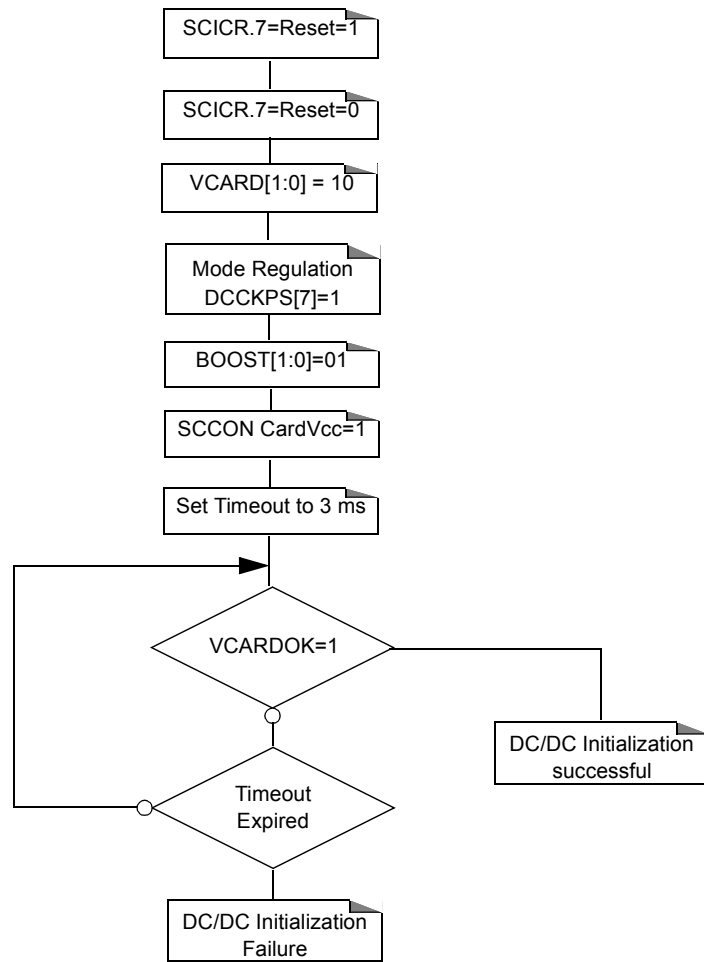 SCICR.7=Reset=1
SCICR.7=Reset=0
VCARD[1:0] = 10
Mode Regulation
DCCKPS[7]=1
BOOST[1:0]=01
SCCON CardVcc=1
Set Timeout to 3 ms
VCARDOK=1
DC/DC Initialization
successful
Timeout
Expired
DC/DC Initialization
Failure